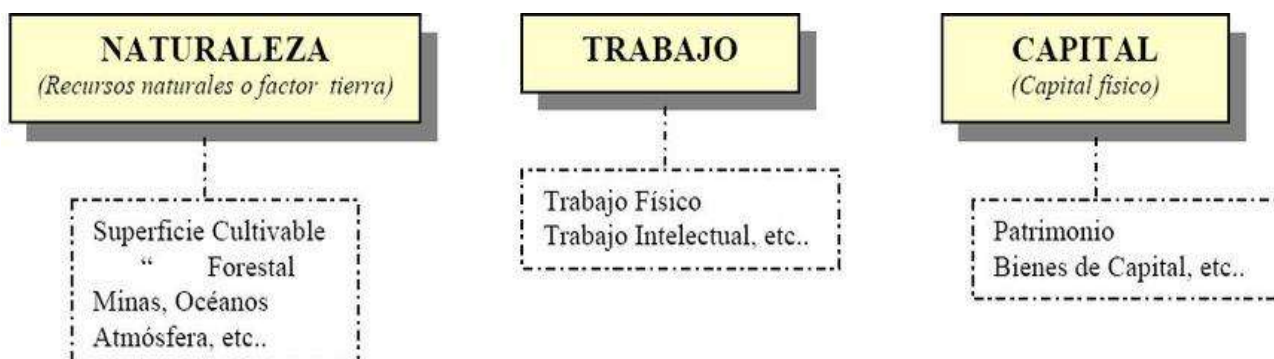 NATURALEZA
(Recursos naturales o factor tierra)
Superficie Cultivable
“ Forestal
Minas, Océanos
Atmósfera, etc..
TRABAJO
Trabajo Físico
Trabajo Intelectual, etc..
CAPITAL
(Capital físico)
Patrimonio
Bienes de Capital, etc..